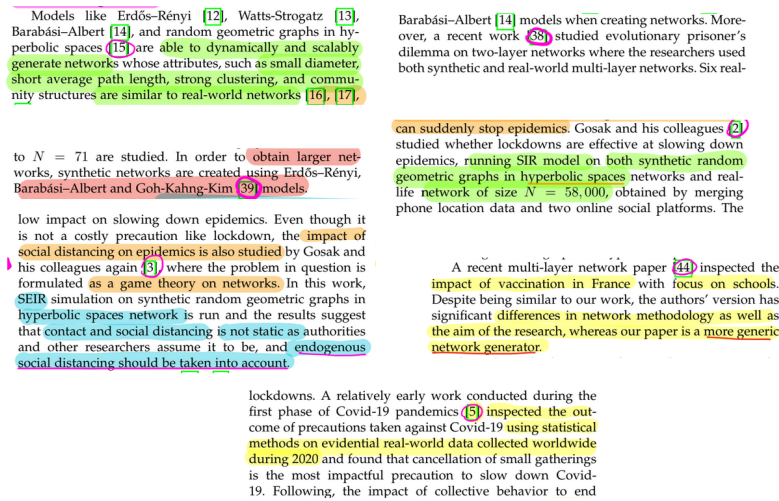 Models like Erdős–Rényi [12], Watts-Strogatz [13],
Barabási–Albert [14], and random geometric graphs in hy-
perbolic spaces [15] are able to dynamically and scalably
generate networks whose attributes, such as small diameter,
short average path length, strong clustering, and commu-
nity structures are similar to real-world networks [16], [17],
Barabási–Albert [14] models when creating networks. More-
over, a recent work [38] studied evolutionary prisoner's
dilemma on two-layer networks where the researchers used
both synthetic and real-world multi-layer networks. Six real-
to N = 71 are studied. In order to obtain larger net-
works, synthetic networks are created using Erdős–Rényi,
Barabási–Albert and Goh-Kahng-Kim [39] models.
can suddenly stop epidemics. Gosak and his colleagues [2]
studied whether lockdowns are effective at slowing down
epidemics, running SIR model on both synthetic random
geometric graphs in hyperbolic spaces networks and real-
life network of size N = 58,000, obtained by merging
phone location data and two online social platforms. The
low impact on slowing down epidemics. Even though it
is not a costly precaution like lockdown, the impact of
social distancing on epidemics is also studied by Gosak and
his colleagues again [3] where the problem in question is
formulated as a game theory on networks. In this work,
SEIR simulation on synthetic random geometric graphs in
hyperbolic spaces network is run and the results suggest
that contact and social distancing is not static as authorities
and other researchers assume it to be, and endogenous
social distancing should be taken into account.
A recent multi-layer network paper [44] inspected the
impact of vaccination in France with focus on schools.
Despite being similar to our work, the authors' version has
significant differences in network methodology as well as
the aim of the research, whereas our paper is a more generic
network generator.
lockdowns. A relatively early work conducted during the
first phase of Covid-19 pandemics [5] inspected the out-
come of precautions taken against Covid-19 using statistical
methods on evidential real-world data collected worldwide
during 2020 and found that cancellation of small gatherings
is the most impactful precaution to slow down Covid-
19. Following, the impact of collective behavior to end